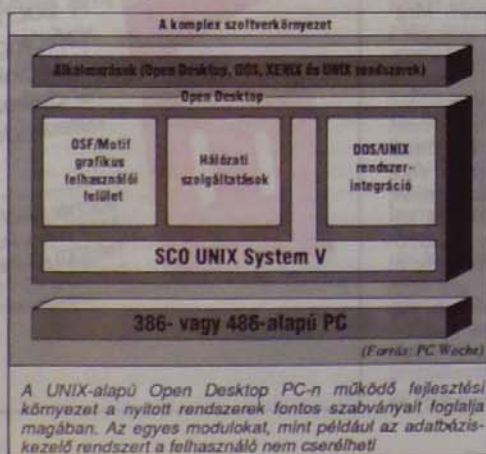 A komplex szoftverkörnyezet
Alkalmazások (Open Desktop, DOS, XENIX és UNIX rendszerek)
Open Desktop
OSF/Motif
grafikus
felhasználói
felület
Hálózati
szolgáltatások
DOS/UNIX
rendszer-
integráció
SCO UNIX System V
386- vagy 486-alapú PC
(Forrás: PC Woche)
A UNIX-alapú Open Desktop PC-n működő fejlesztési
környezet a nyitott rendszerek fontos szabványait foglalja
magában. Az egyes modulokat, mint például az adatbázis-
kezelő rendszert a felhasználó nem cserélheti